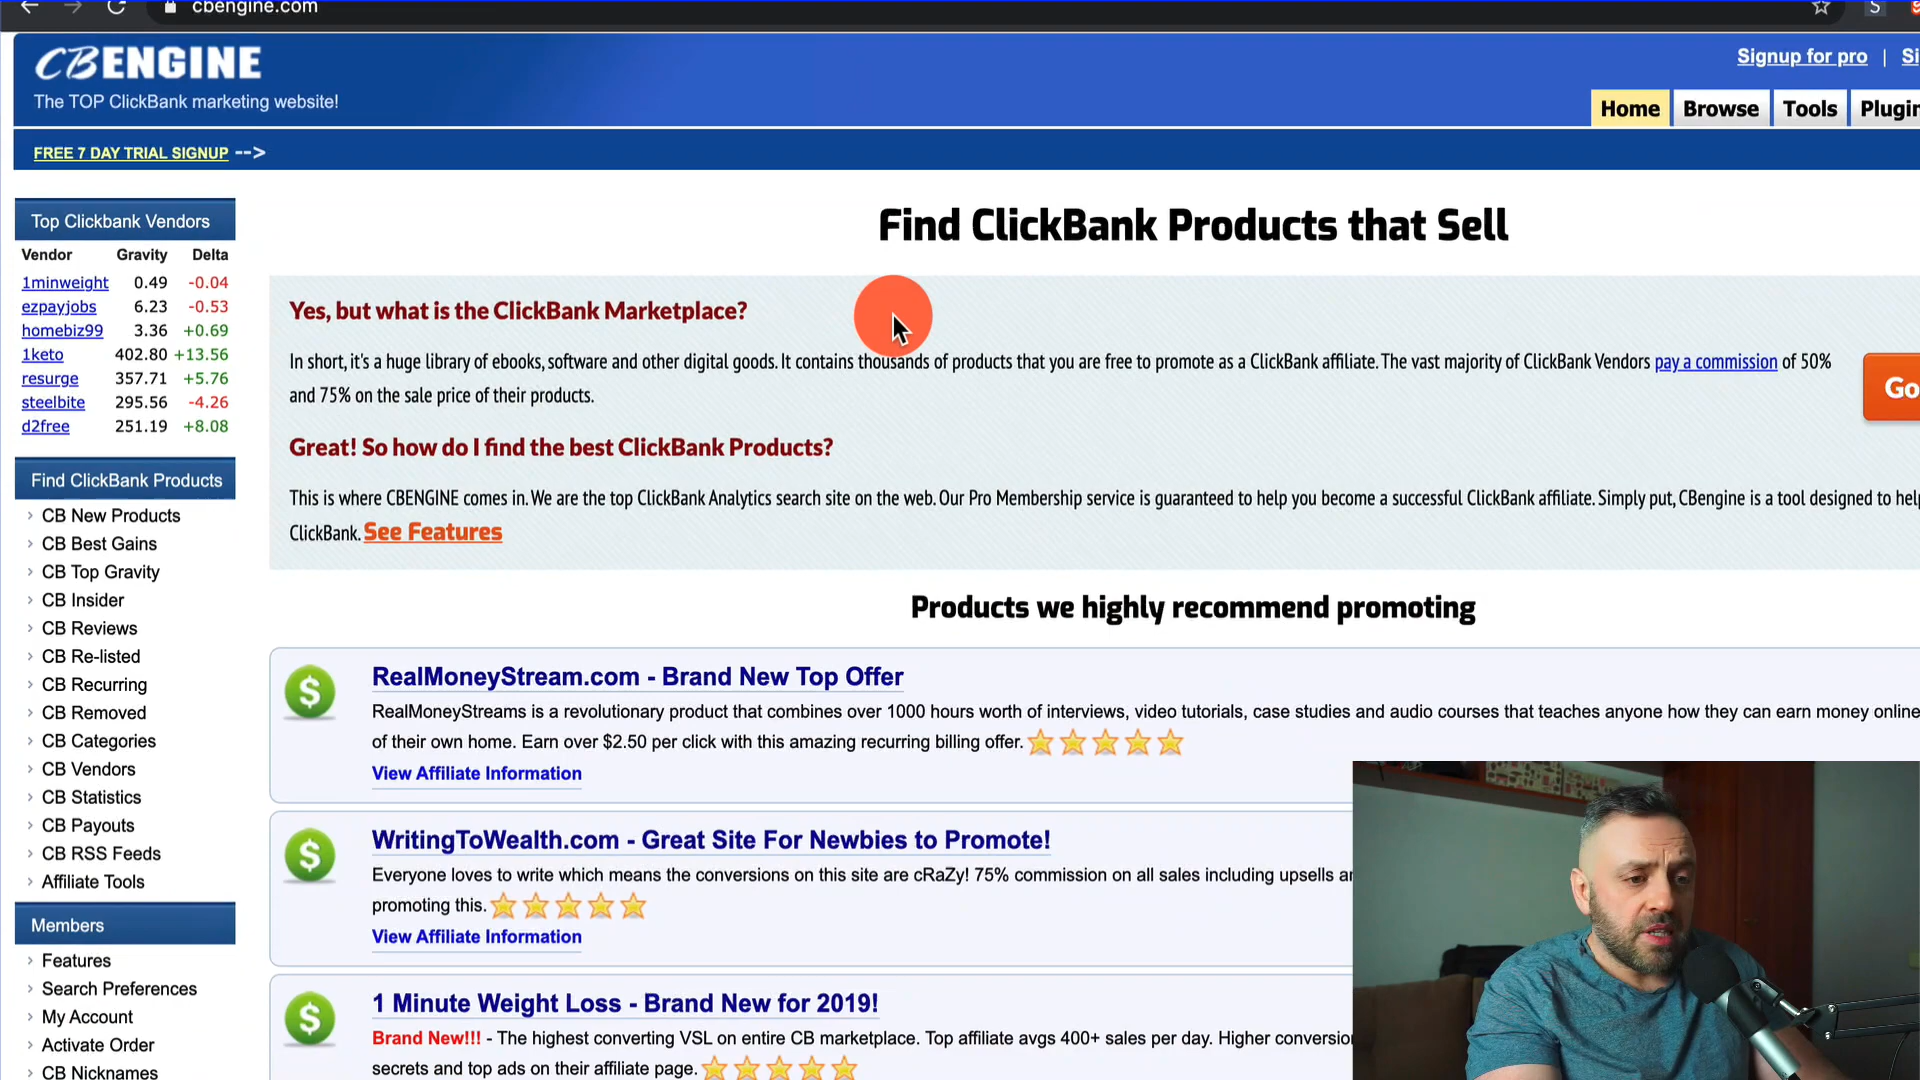 cbengine.com
S
CBENGINE
The TOP ClickBank marketing website!
Signup for pro |
Home Browse Tools
FREE 7 DAY TRIAL SIGNUP -->
Top Clickbank Vendors
Vendor Gravity Delta
1minweight 0.49 -0.04
ezpayjobs 6.23 -0.53
homebiz99 3.36 +0.69
1keto 402.80 +13.56
resurge 357.71 +5.76
steelbite 295.56 -4.26
d2free 251.19 +8.08
Find ClickBank Products
CB New Products
CB Best Gains
CB Top Gravity
CB Insider
CB Reviews
CB Re-listed
CB Recurring
CB Removed
CB Categories
CB Vendors
CB Statistics
CB Payouts
CB RSS Feeds
Affiliate Tools
Members
Features
Search Preferences
My Account
Activate Order
CB Nicknames
Find ClickBank Products that Sell
Yes, but what is the ClickBank Marketplace?
In short, it's a huge library of ebooks, software and other digital goods. It contains thousands of products that you are free to promote as a ClickBank affiliate. The vast majority of ClickBank Vendors pay a commission of 50%
and 75% on the sale price of their products.
Go
Great! So how do I find the best ClickBank Products?
This is where CBENGINE comes in. We are the top ClickBank Analytics search site on the web. Our Pro Membership service is guaranteed to help you become a successful ClickBank affiliate. Simply put, CBengine is a tool designed to help
ClickBank. See Features
Products we highly recommend promoting
$
RealMoneyStream.com - Brand New Top Offer
RealMoneyStreams is a revolutionary product that combines over 1000 hours worth of interviews, video tutorials, case studies and audio courses that teaches anyone how they can earn money online
of their own home. Earn over $2.50 per click with this amazing recurring billing offer.
View Affiliate Information
$
WritingToWealth.com - Great Site For Newbies to Promote!
Everyone loves to write which means the conversions on this site are cRaZy! 75% commission on all sales including upsells
promoting this.
View Affiliate Information
$
1 Minute Weight Loss - Brand New for 2019!
Brand New!!! - The highest converting VSL on entire CB marketplace. Top affiliate avgs 400+ sales per day. Higher
secrets and top ads on their affiliate page.